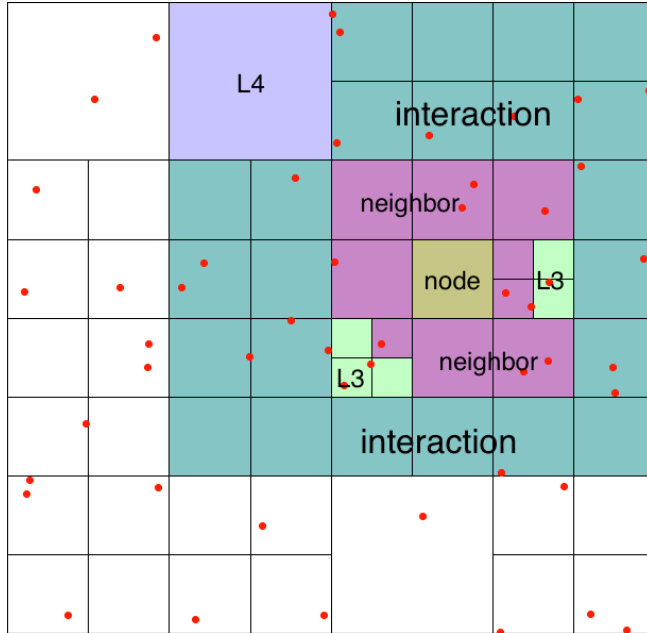 L4
interaction
neighbor
node
L3
L3
neighbor
interaction